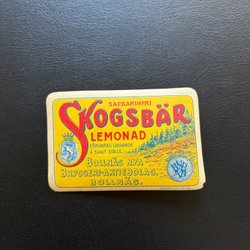 SACKARINFRI
SKOGSBÄR
LEMONAD
FÖRVARAS LIGGANDE
Å SVALT STÄLLE.
BOLLNÄS NYA
BRYGGERI-AKTIEBOLAG,
BOLLNÄS.